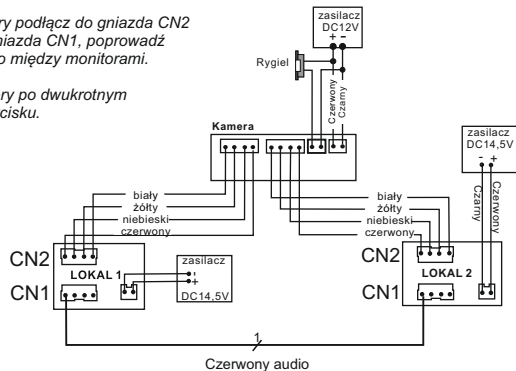 ry podłącz do gniazda CN2
niazda CN1, poprowadź
o między monitorami.
ry po dwukrotnym
cisku.
zasilacz
DC12V
+ -
Rygiel
Czerwony
Czarny
Kamera
zasilacz
DC14,5V
- +
Czarny
Czerwony
biały
żółty
niebieski
czerwony
biały
żółty
niebieski
czerwony
CN2
LOKAL 1
CN1
zasilacz
-
+
DC14,5V
CN2
LOKAL 2
CN1
1
Czerwony audio